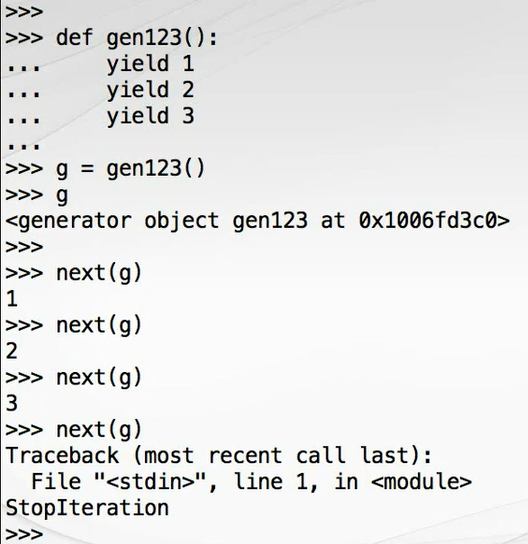 >>>
>>> def gen123():
...     yield 1
...     yield 2
...     yield 3
...
>>> g = gen123()
>>> g
<generator object gen123 at 0x1006fd3c0>
>>>
>>> next(g)
1
>>> next(g)
2
>>> next(g)
3
>>> next(g)
Traceback (most recent call last):
  File "<stdin>", line 1, in <module>
StopIteration
>>>